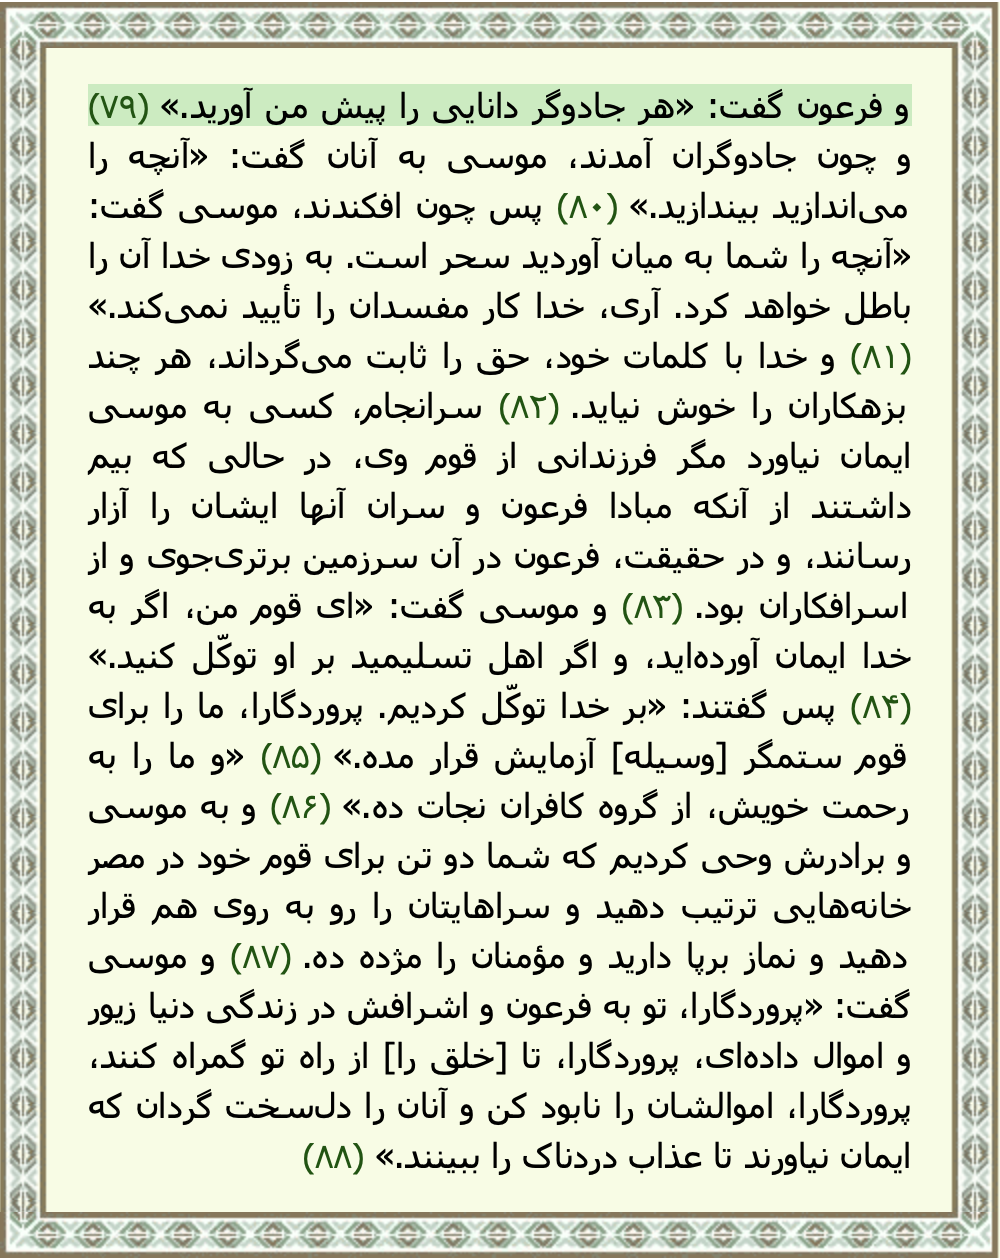 و فرعون گفت: «هر جادوگر دانایی را پیش من آورید.» (۷۹)
و چون جادوگران آمدند، موسی به آنان گفت: «آنچه را
می‌اندازید بیندازید.» (۸۰) پس چون افکندند، موسی گفت:
«آنچه را شما به میان آوردید سحر است. به زودی خدا آن را
باطل خواهد کرد. آری، خدا کار مفسدان را تأیید نمی‌کند.»
(۸۱) و خدا با کلمات خود، حق را ثابت می‌گرداند، هر چند
بزهکاران را خوش نیاید. (۸۲) سرانجام، کسی به موسی
ایمان نیاورد مگر فرزندانی از قوم وی، در حالی که بیم
داشتند از آنکه مبادا فرعون و سران آنها ایشان را آزار
رسانند، و در حقیقت، فرعون در آن سرزمین برتری‌جوی و از
اسرافکاران بود. (۸۳) و موسی گفت: «ای قوم من، اگر به
خدا ایمان آورده‌اید، و اگر اهل تسلیمید بر او توکّل کنید.»
(۸۴) پس گفتند: «بر خدا توکّل کردیم. پروردگارا، ما را برای
قوم ستمگر [وسیله] آزمایش قرار مده.» (۸۵) «و ما را به
رحمت خویش، از گروه کافران نجات ده.» (۸۶) و به موسی
و برادرش وحی کردیم که شما دو تن برای قوم خود در مصر
خانه‌هایی ترتیب دهید و سراهایتان را رو به روی هم قرار
دهید و نماز برپا دارید و مؤمنان را مژده ده. (۸۷) و موسی
گفت: «پروردگارا، تو به فرعون و اشرافش در زندگی دنیا زیور
و اموال داده‌ای، پروردگارا، تا [خلق را] از راه تو گمراه کنند،
پروردگارا، اموالشان را نابود کن و آنان را دل‌سخت گردان که
ایمان نیاورند تا عذاب دردناک را ببینند.» (۸۸)